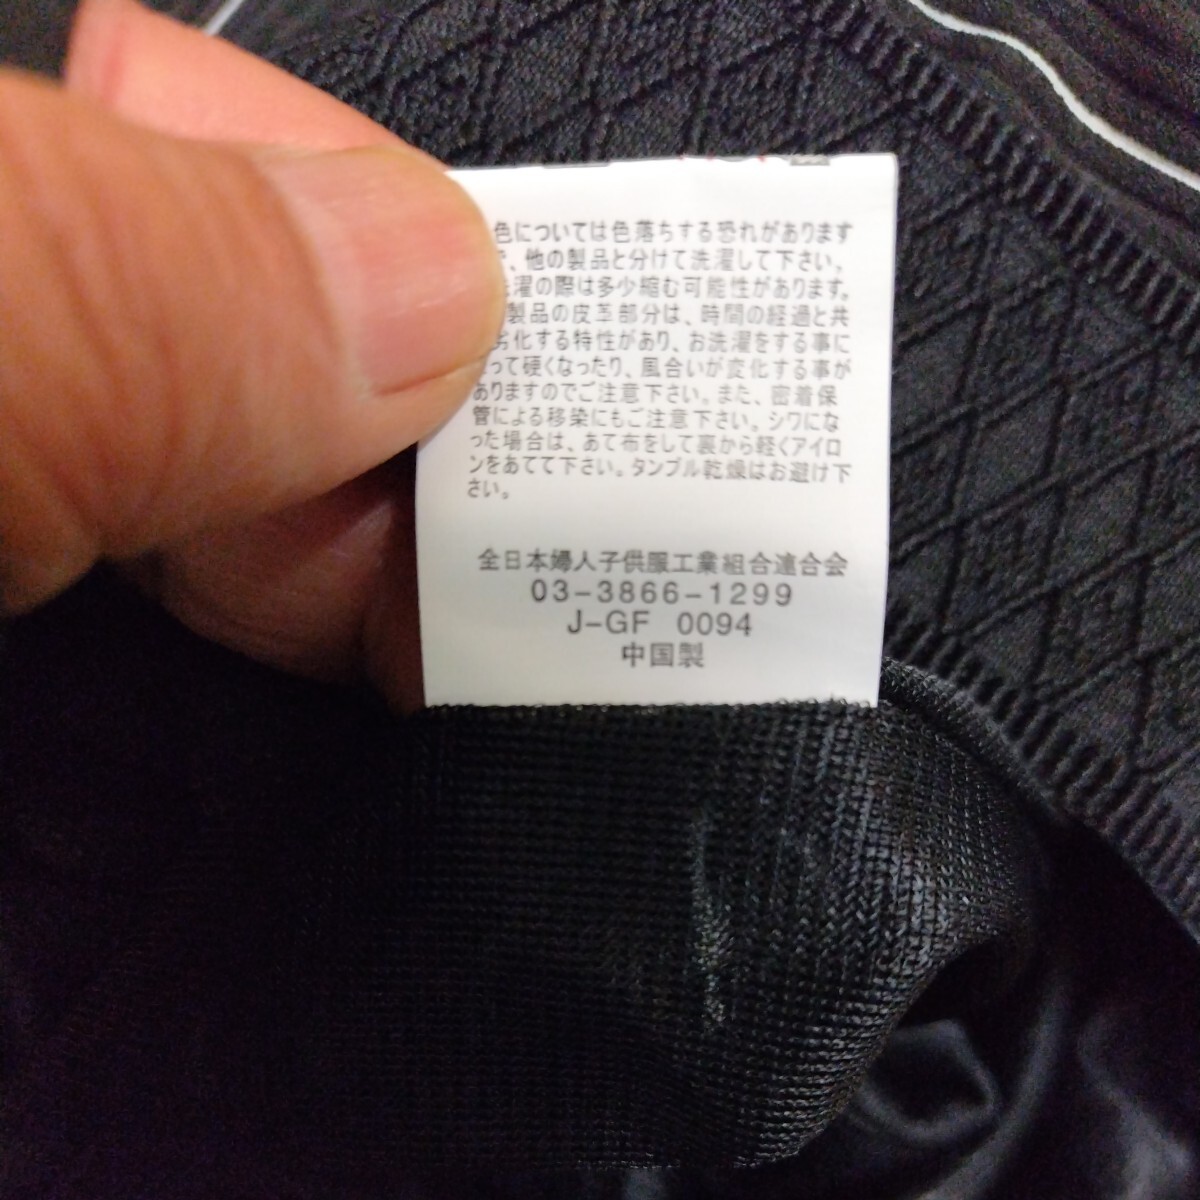 色については色落ちする恐れがあります
、他の製品と分けて洗濯して下さい。
濯の際は多少縮む可能性があります。
製品の皮革部分は、時間の経過と共
劣化する特性があり、お洗濯をする事に
って硬くなったり、風合いが変化する事が
ありますのでご注意下さい。また、密着保
管による移染にもご注意下さい。シワにな
った場合は、あて布をして裏から軽くアイロ
ンをあてて下さい。タンブル乾燥はお避け下
さい。
全日本婦人子供服工業組合連合会
03-3866-1299
J-GF 0094
中国製